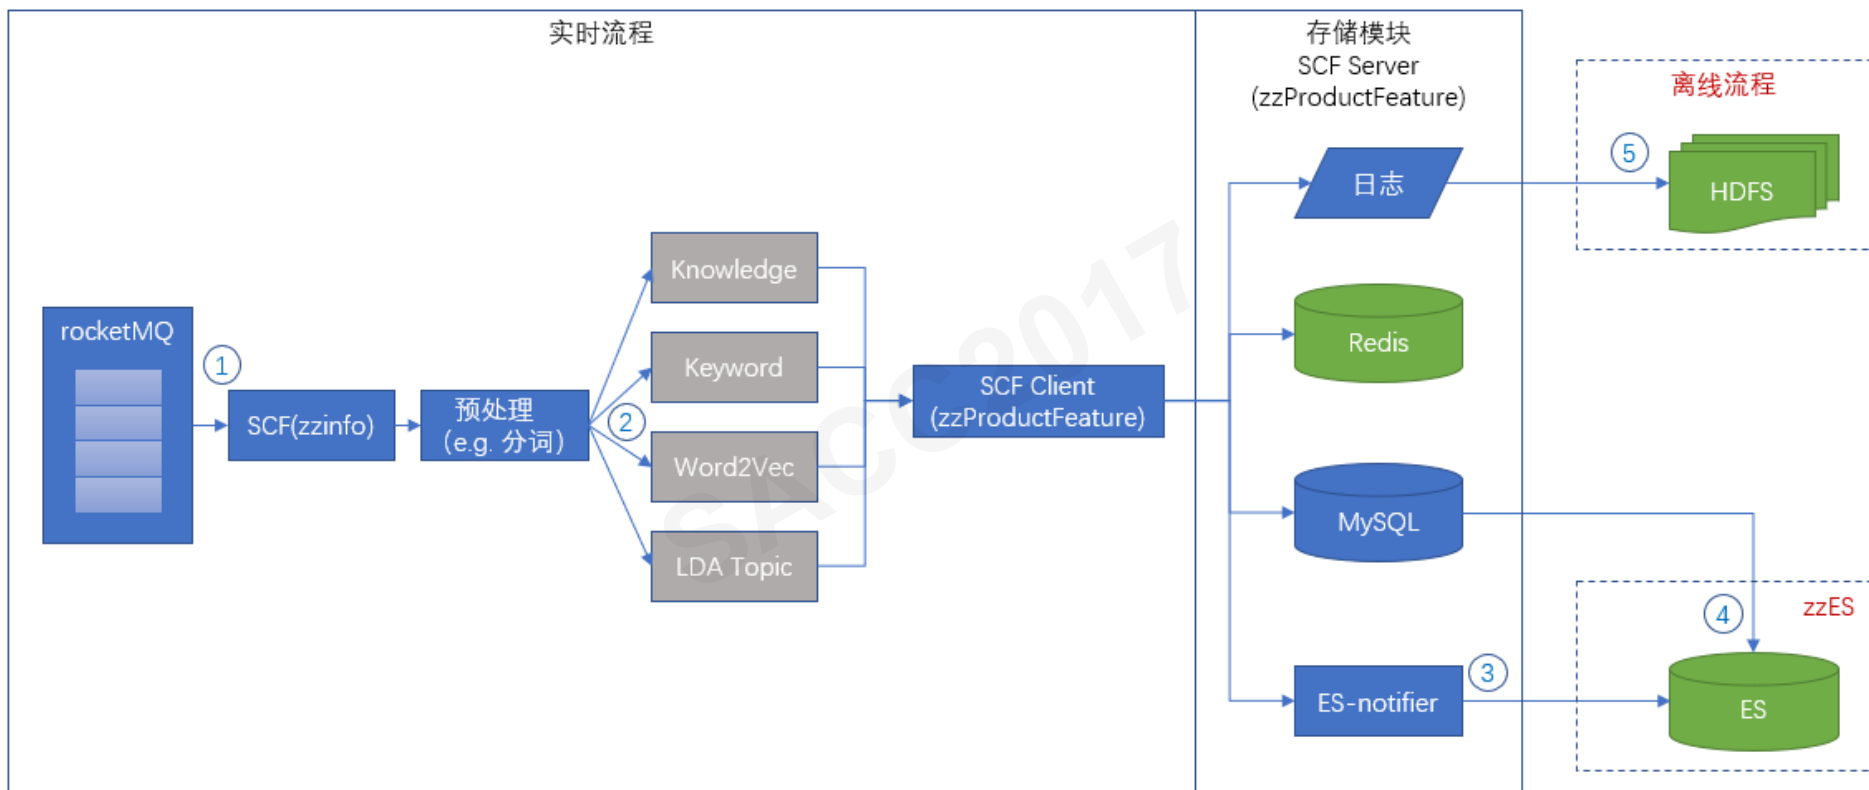 实时流程
存储模块
SCF Server
(zzProductFeature)
离线流程
日志
⑤
HDFS
Knowledge
rocketMQ
①
Keyword
Redis
SCF(zzinfo)
预处理
（e.g. 分词）
②
SCF Client
(zzProductFeature)
Word2Vec
MySQL
LDA Topic
④
zzES
ES-notifier
③
ES
SACC2017